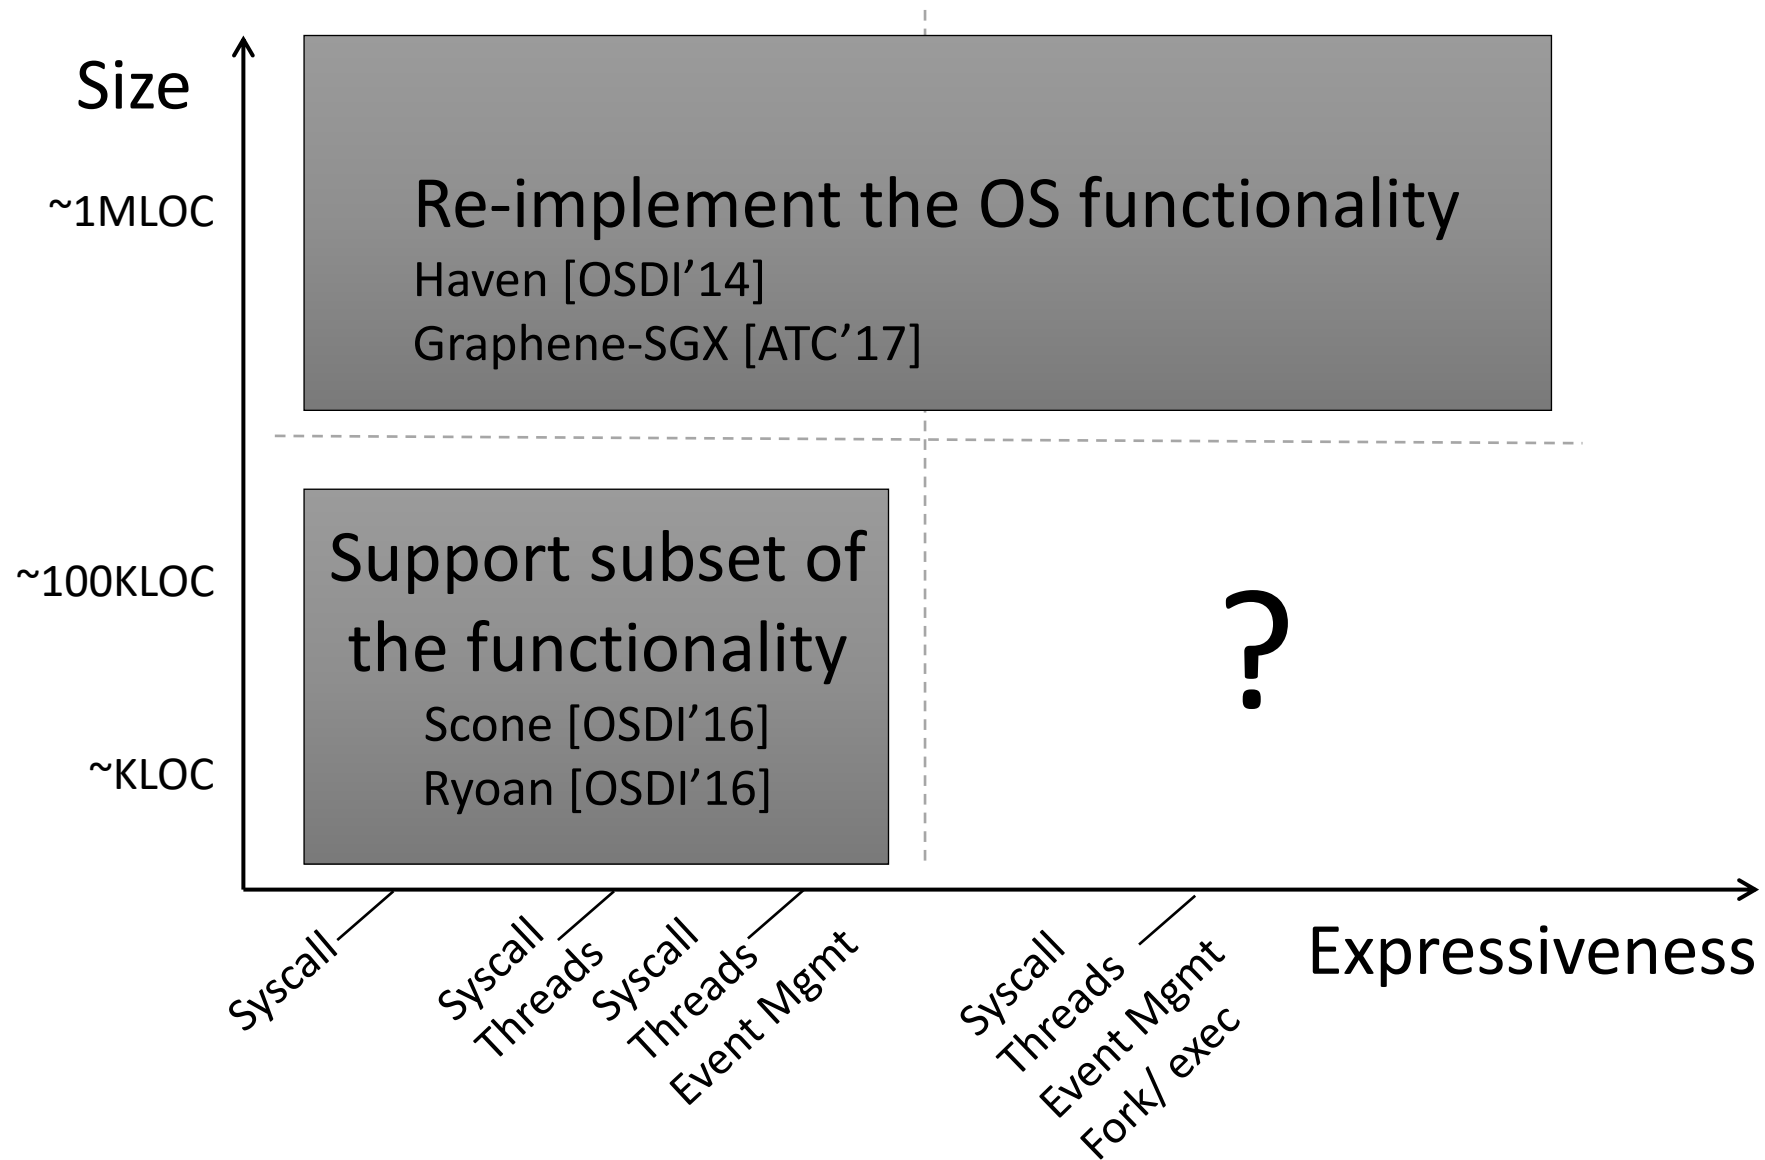 Size
~1MLOC
Re-implement the OS functionality
Haven [OSDI’14]
Graphene-SGX [ATC’17]
~100KLOC
Support subset of
the functionality
Scone [OSDI’16]
Ryoan [OSDI’16]
?
~KLOC
Syscall
Syscall
Threads
Syscall
Threads
Event Mgmt
Syscall
Threads
Event Mgmt
Fork/ exec
Expressiveness